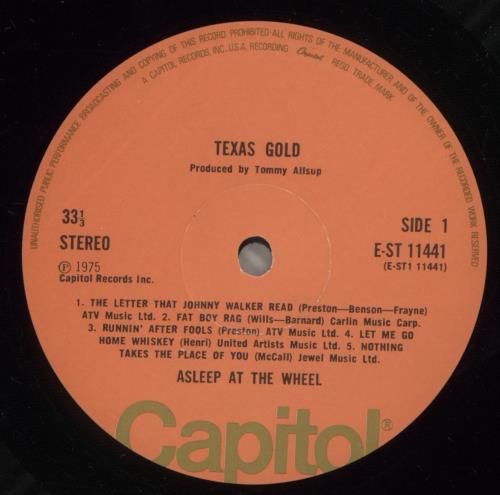 UNAUTHORISED PUBLIC PERFORMANCE BROADCASTING AND COPYING OF THIS RECORD PROHIBITED ALL RIGHTS OF THE MANUFACTURER AND OF THE OWNER OF THE RECORDED WORK RESERVED
A CAPITOL RECORDS, INC., U.S.A. RECORDING Capitol REGD. TRADE MARK
TEXAS GOLD
Produced by Tommy Allsup
33⅓
STEREO
Ⓟ 1975
Capitol Records Inc.
SIDE 1
E-ST 11441
(E-ST1 11441)
1. THE LETTER THAT JOHNNY WALKER READ (Preston—Benson—Frayne)
ATV Music Ltd. 2. FAT BOY RAG (Wills—Barnard) Carlin Music Carp.
3. RUNNIN' AFTER FOOLS (Preston) ATV Music Ltd. 4. LET ME GO
HOME WHISKEY (Henri) United Artists Music Ltd. 5. NOTHING
TAKES THE PLACE OF YOU (McCall) Jewel Music Ltd.
ASLEEP AT THE WHEEL
Capitol®